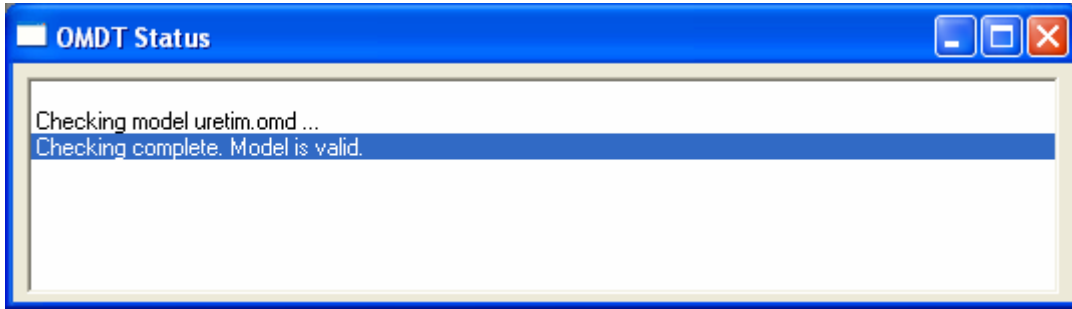 OMDT Status
Checking model uretim.omd ...
Checking complete. Model is valid.